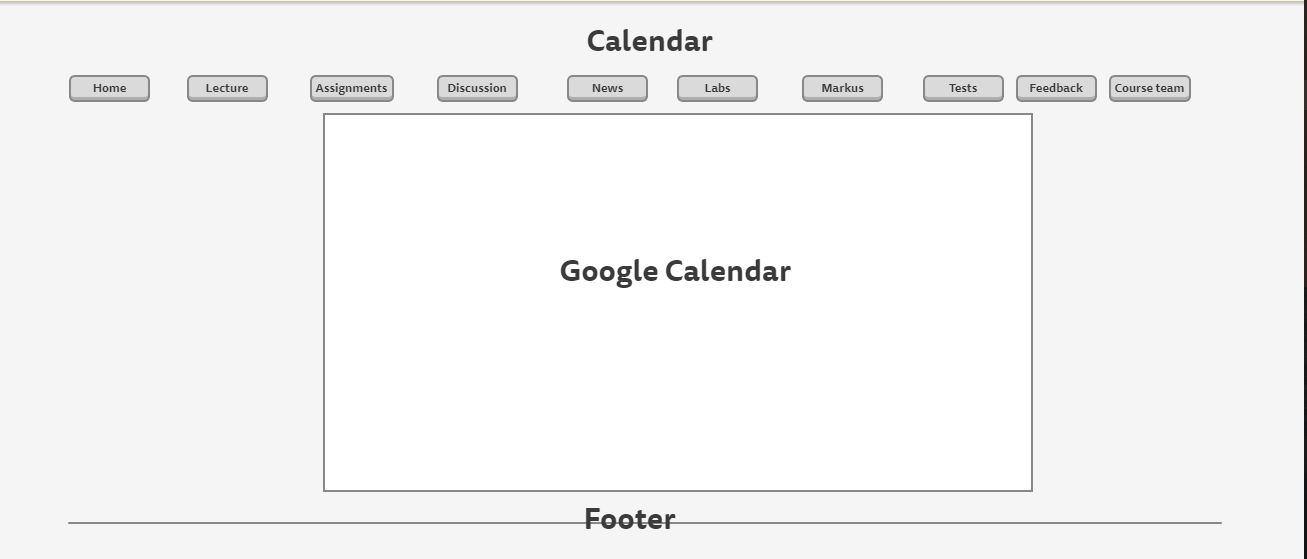 Calendar
Home Lecture Assignments Discussion News Labs Markus Tests Feedback Course team
Google Calendar
Footer